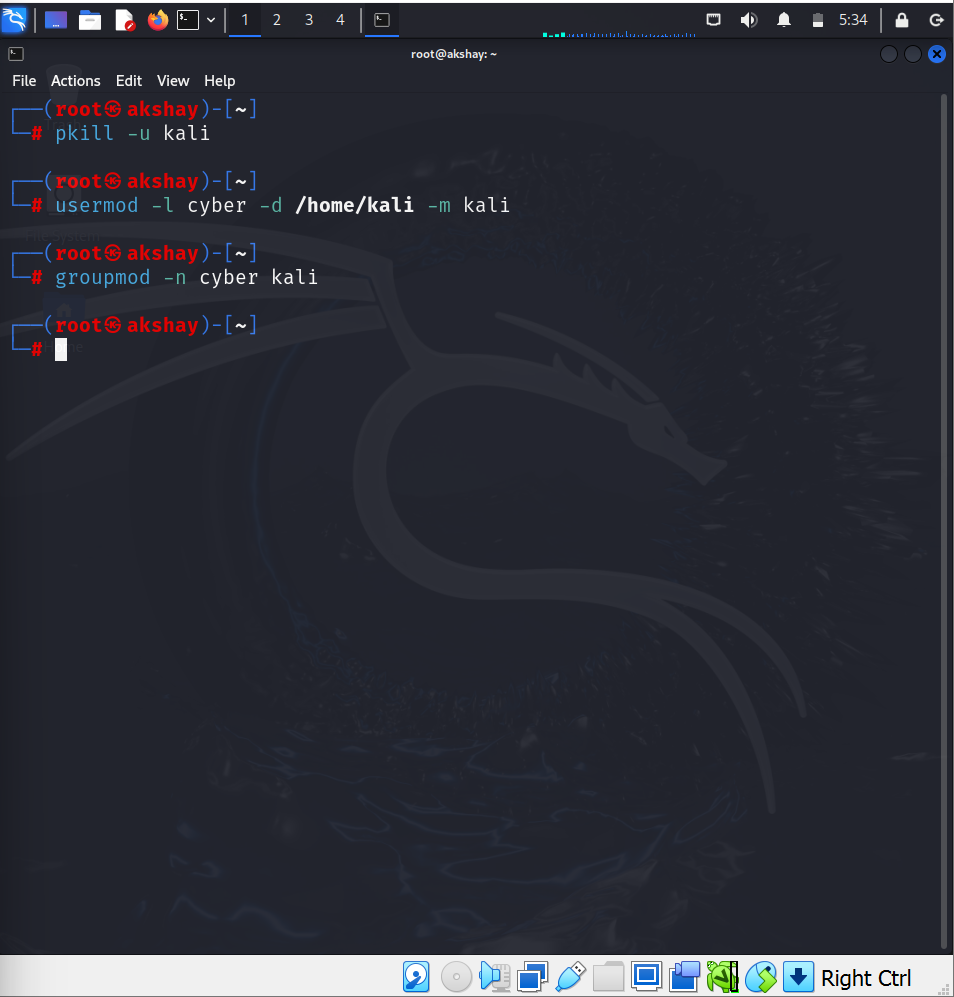 1 2 3 4 5:34
root@akshay: ~
File Actions Edit View Help
┌──(root㉿akshay)-[~]
└─# pkill -u kali
┌──(root㉿akshay)-[~]
└─# usermod -l cyber -d /home/kali -m kali
┌──(root㉿akshay)-[~]
└─# groupmod -n cyber kali
┌──(root㉿akshay)-[~]
└─#
Home
Right Ctrl